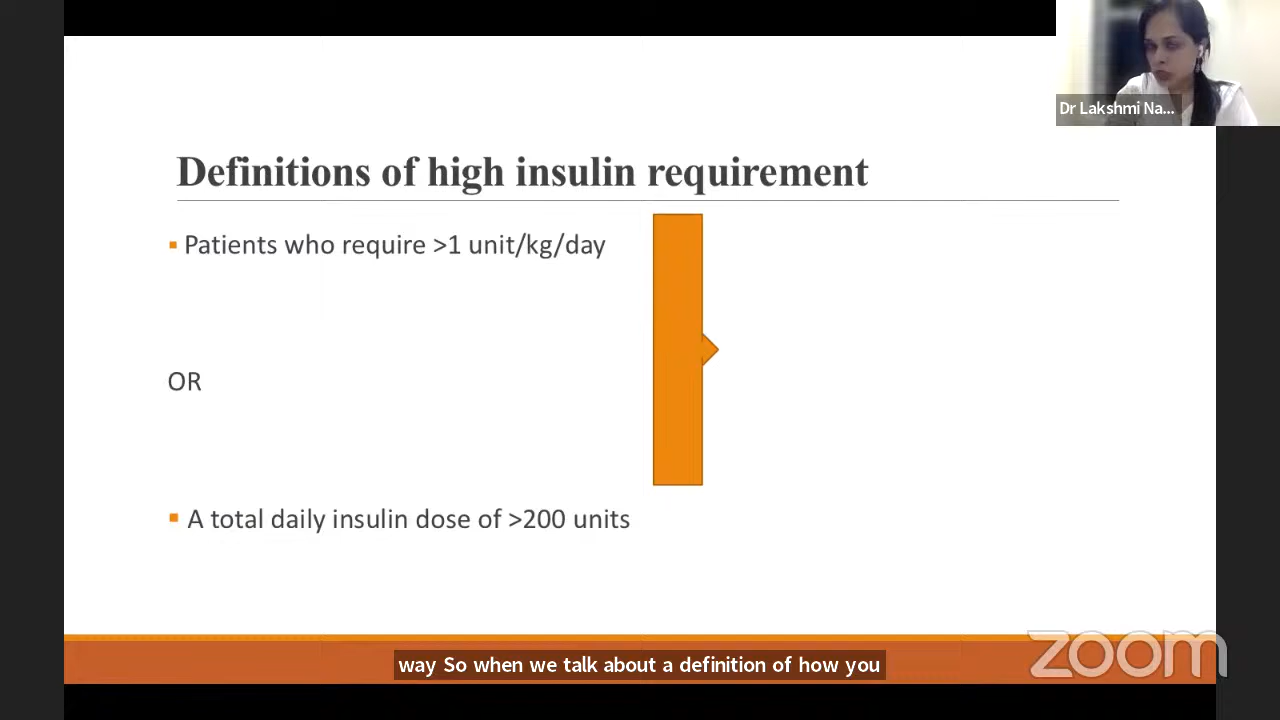 Dr Lakshmi Na...
Definitions of high insulin requirement
Patients who require >1 unit/kg/day
OR
A total daily insulin dose of >200 units
way So when we talk about a definition of how you
zoom